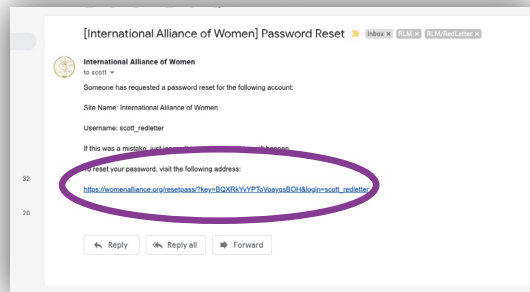 [International Alliance of Women] Password Reset Inbox × RLM × RLM/RedLetter ×
International Alliance of Women
to scott
Someone has requested a password reset for the following account:
Site Name: International Alliance of Women
Username: scott_redletter
If this was a mistake, just
To reset your password, visit the following address:
32
https://womenalliance.org/resetpass/?key=BQXRkYvYPToVoayqsBOH&login=scott_redletter
20
Reply Reply all Forward